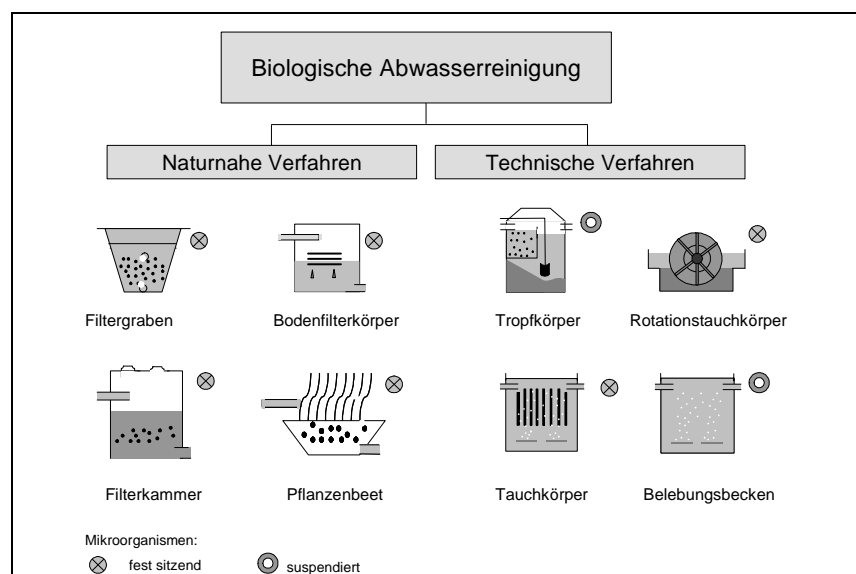 Biologische Abwasserreinigung
Naturnahe Verfahren
Technische Verfahren
Filtergraben
Bodenfilterkörper
Tropfkörper
Rotationstauchkörper
Filterkammer
Pflanzenbeet
Tauchkörper
Belebungsbecken
Mikroorganismen:
fest sitzend
suspendiert